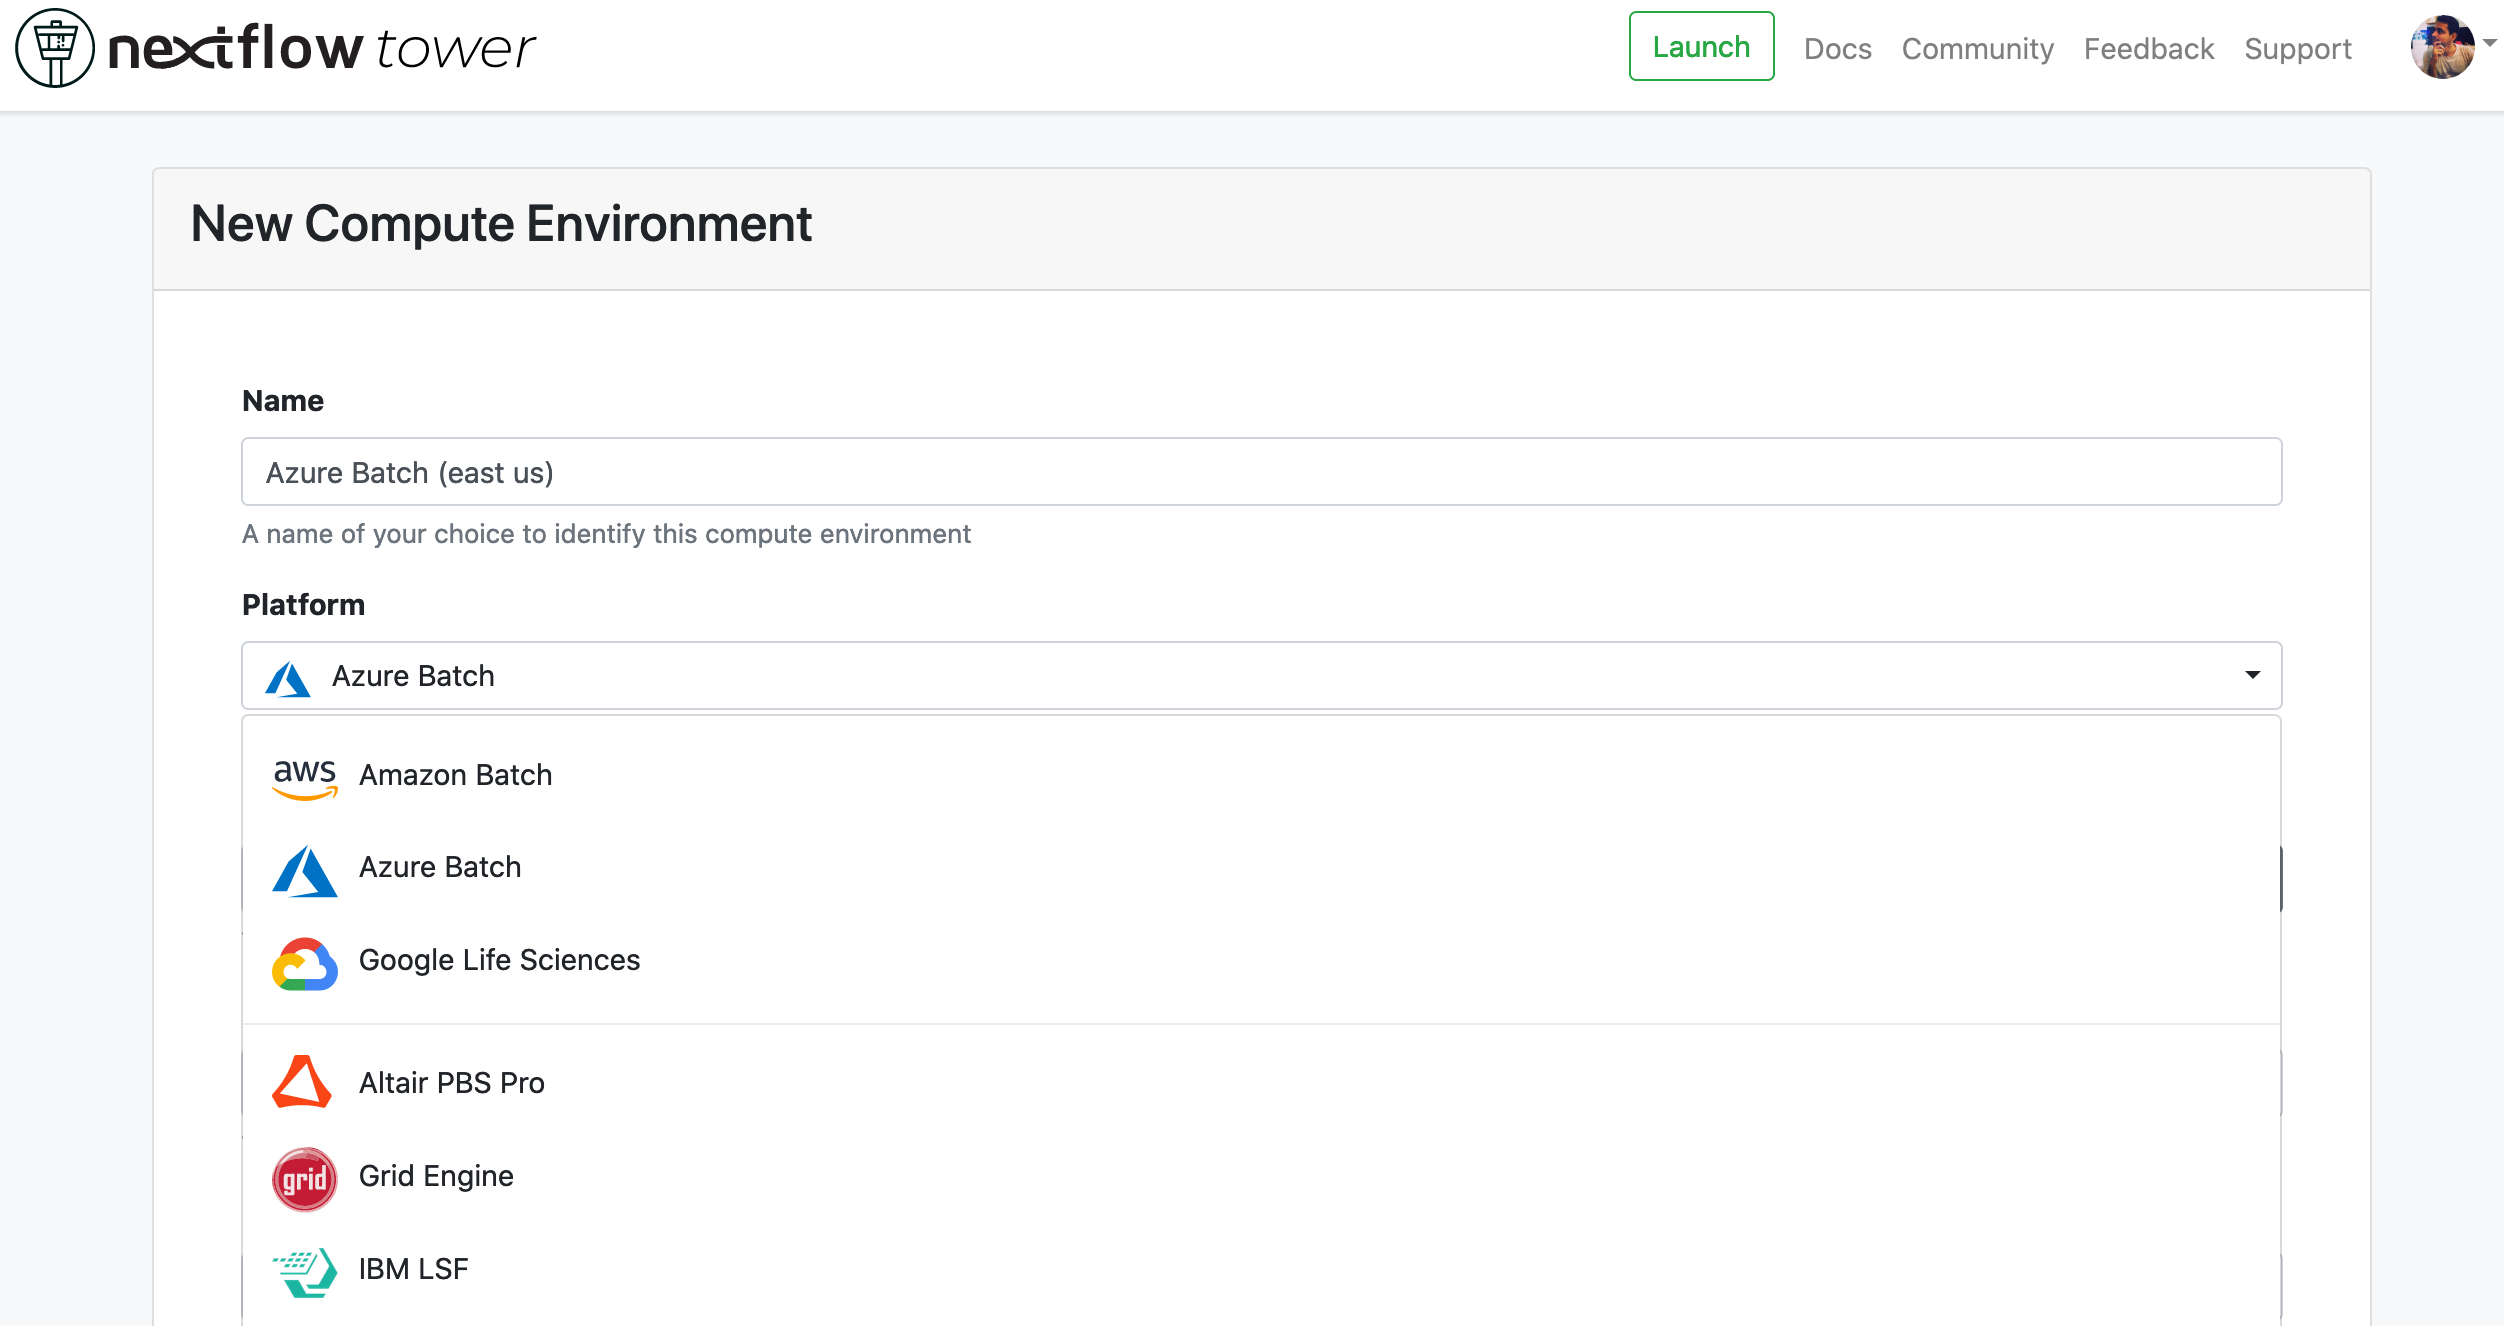 nextflow tower
Launch Docs Community Feedback Support
New Compute Environment
Name
Azure Batch (east us)
A name of your choice to identify this compute environment
Platform
Azure Batch
aws Amazon Batch
Azure Batch
Google Life Sciences
Altair PBS Pro
grid Grid Engine
IBM LSF